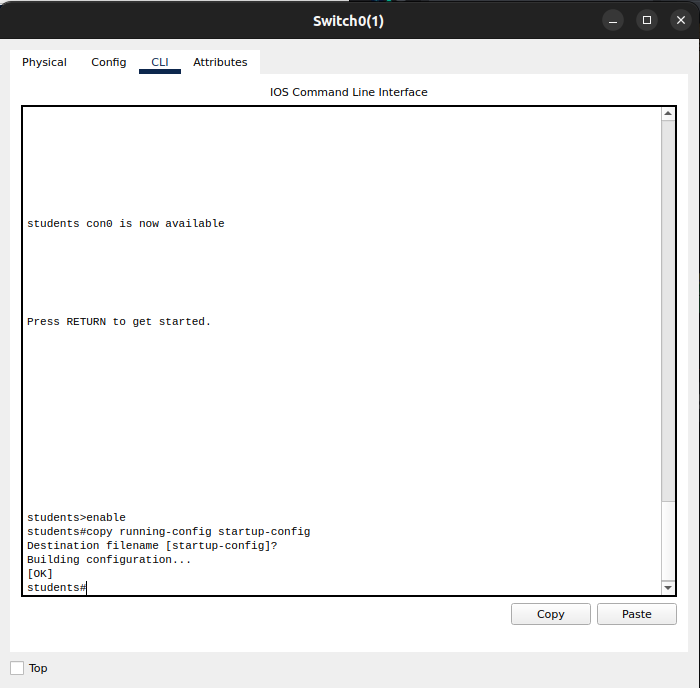 Switch0(1)
Physical Config CLI Attributes
IOS Command Line Interface
students con0 is now available
Press RETURN to get started.
students>enable
students#copy running-config startup-config
Destination filename [startup-config]?
Building configuration...
[OK]
students#
Copy Paste
Top